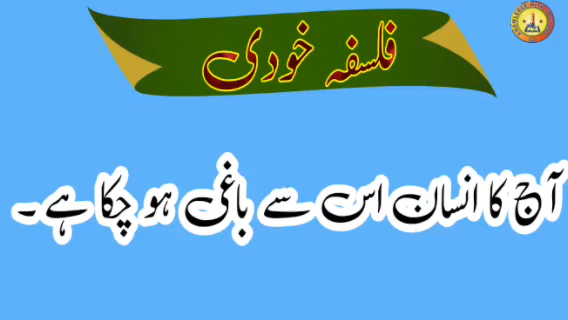 فلسفہ خودی
آج کا انسان اس سے باغی ہو چکا ہے۔